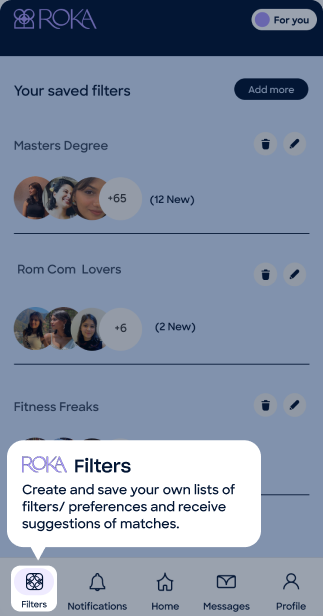 ROKA
For you
Your saved filters
Add more
Masters Degree
+65
(12 New)
Rom Com Lovers
+6
(2 New)
Fitness Freaks
ROKA Filters
Create and save your own lists of
filters/ preferences and receive
suggestions of matches.
Filters
Notifications
Home
Messages
Profile